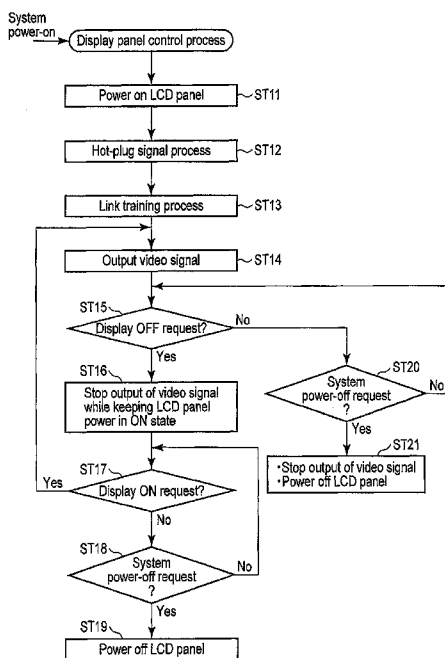 System
power-on
Display panel control process
Power on LCD panel
ST11
Hot-plug signal process
ST12
Link training process
ST13
Output video signal
ST14
ST15
Display OFF request?
No
Yes
ST16
Stop output of video signal
while keeping LCD panel
power in ON state
ST20
System
power-off request
?
No
Yes
ST21
•Stop output of video signal
•Power off LCD panel
ST17
Yes
Display ON request?
No
ST18
System
power-off request
?
No
Yes
ST19
Power off LCD panel